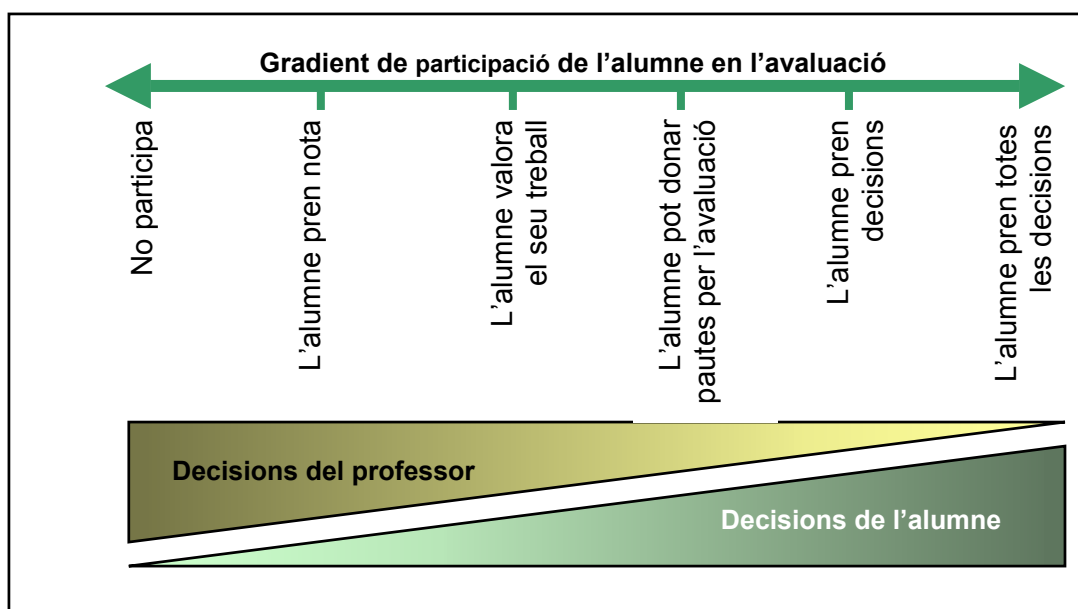 Gradient de participació de l’alumne en l’avaluació
No participa
L’alumne pren nota
L’alumne valora
el seu treball
L’alumne pot donar
pautes per l’avaluació
L’alumne pren
decisions
L’alumne pren totes
les decisions
Decisions del professor
Decisions de l’alumne